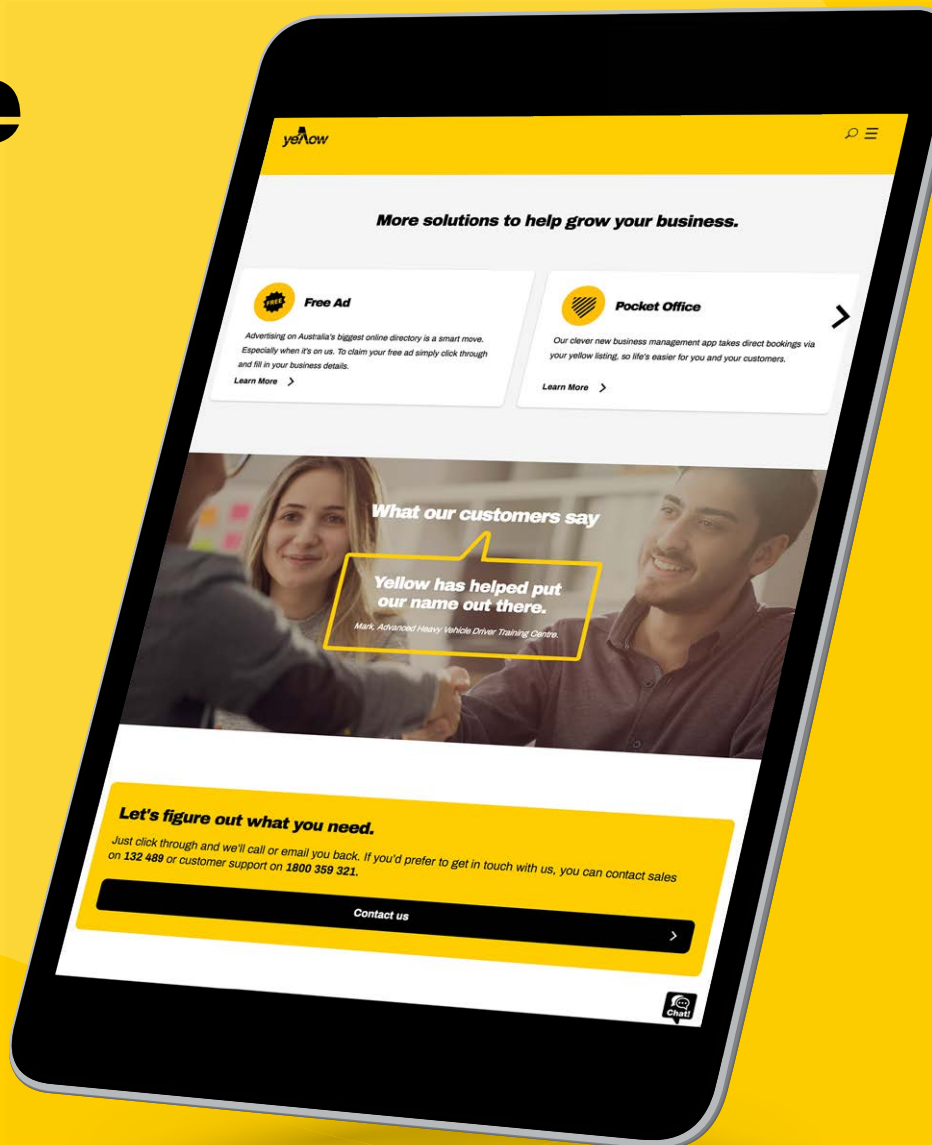 e
yellow
More solutions to help grow your business.
FREE
Free Ad
Advertising on Australia's biggest online directory is a smart move.
Especially when it's on us. To claim your free ad simply click through
and fill in your business details.
Learn More
Pocket Office
Our clever new business management app takes direct bookings via
your yellow listing, so life's easier for you and your customers.
Learn More
What our customers say
Yellow has helped put
our name out there.
Mark, Advanced Heavy Vehicle Driver Training Centre.
Let's figure out what you need.
Just click through and we'll call or email you back. If you'd prefer to get in touch with us, you can contact sales
on 132 489 or customer support on 1800 359 321.
Contact us
Chat!